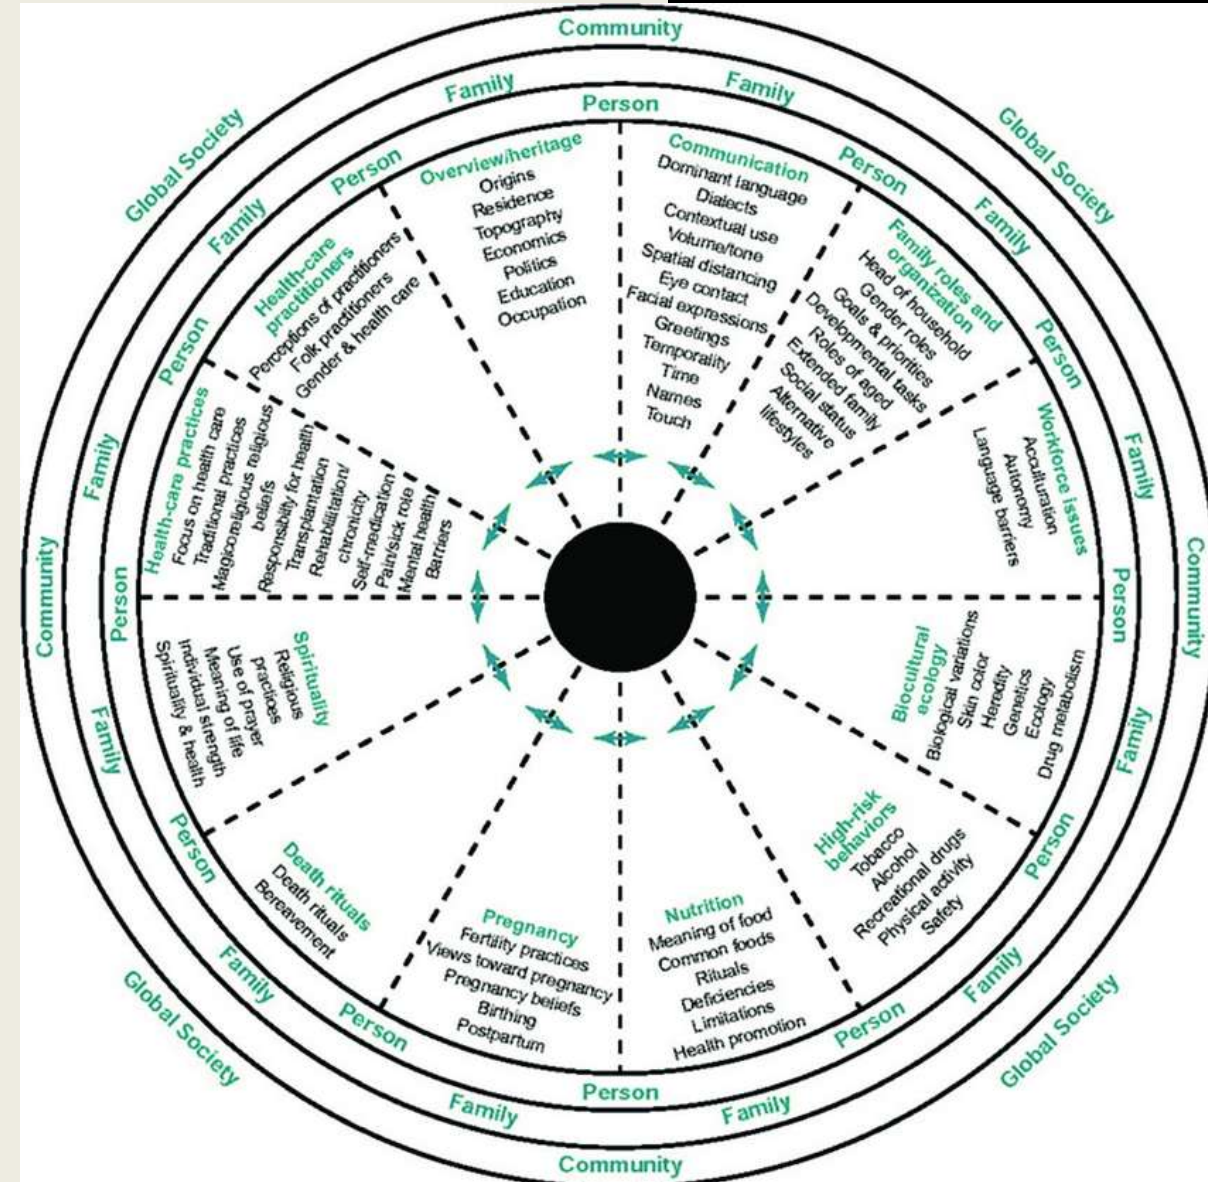 Community
Family
Family
Person
Global Society
Global Society
Person
Person
Family
Family
Overview/heritage
Origins
Residence
Topography
Economics
Politics
Education
Occupation
Communication
Dominant language
Dialects
Contextual use
Volume/tone
Spatial distancing
Eye contact
Facial expressions
Greetings
Temporality
Time
Names
Touch
Family roles and
organization
Head of household
Gender roles
Goals & priorities
Developmental tasks
Roles of aged
Extended family
Social status
Alternative
lifestyles
Person
Family
Workforce issues
Acculturation
Autonomy
Language barriers
Person
Community
Biocultural
ecology
Biological variations
Skin color
Heredity
Genetics
Ecology
Drug metabolism
Family
Person
High-risk
behaviors
Tobacco
Alcohol
Recreational drugs
Physical activity
Safety
Family
Person
Global Society
Nutrition
Meaning of food
Common foods
Rituals
Deficiencies
Limitations
Health promotion
Family
Person
Community
Pregnancy
Fertility practices
Views toward pregnancy
Pregnancy beliefs
Birthing
Postpartum
Family
Person
Death rituals
Death rituals
Bereavement
Family
Person
Global Society
Spirituality
Religious
practices
Use of prayer
Meaning of life
Individual strength
Spirituality & health
Family
Person
Community
Health-care practices
Focus on health care
Traditional practices
Magicoreligious religious
beliefs
Responsibility for health
Transplantation
Rehabilitation/
chronicity
Self-medication
Pain/sick role
Mental health
Barriers
Family
Person
Health-care
practitioners
Perceptions of practitioners
Folk practitioners
Gender & health care